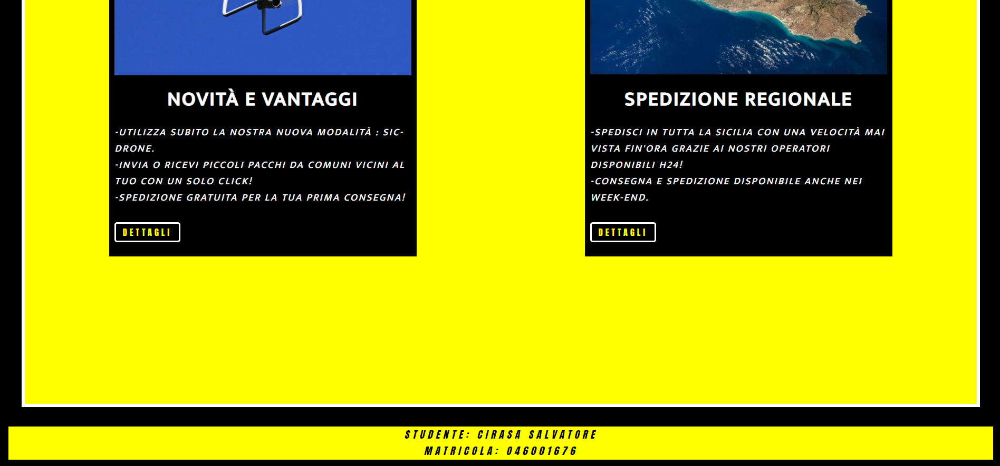 NOVITÀ E VANTAGGI
-UTILIZZA SUBITO LA NOSTRA NUOVA MODALITÀ : SIC-
DRONE.
-INVIA O RICEVI PICCOLI PACCHI DA COMUNI VICINI AL
TUO CON UN SOLO CLICK!
-SPEDIZIONE GRATUITA PER LA TUA PRIMA CONSEGNA!
DETTAGLI
SPEDIZIONE REGIONALE
-SPEDISCI IN TUTTA LA SICILIA CON UNA VELOCITÀ MAI
VISTA FIN'ORA GRAZIE AI NOSTRI OPERATORI
DISPONIBILI H24!
-CONSEGNA E SPEDIZIONE DISPONIBILE ANCHE NEI
WEEK-END.
DETTAGLI
STUDENTE: CIRASA SALVATORE
MATRICOLA: 046001676